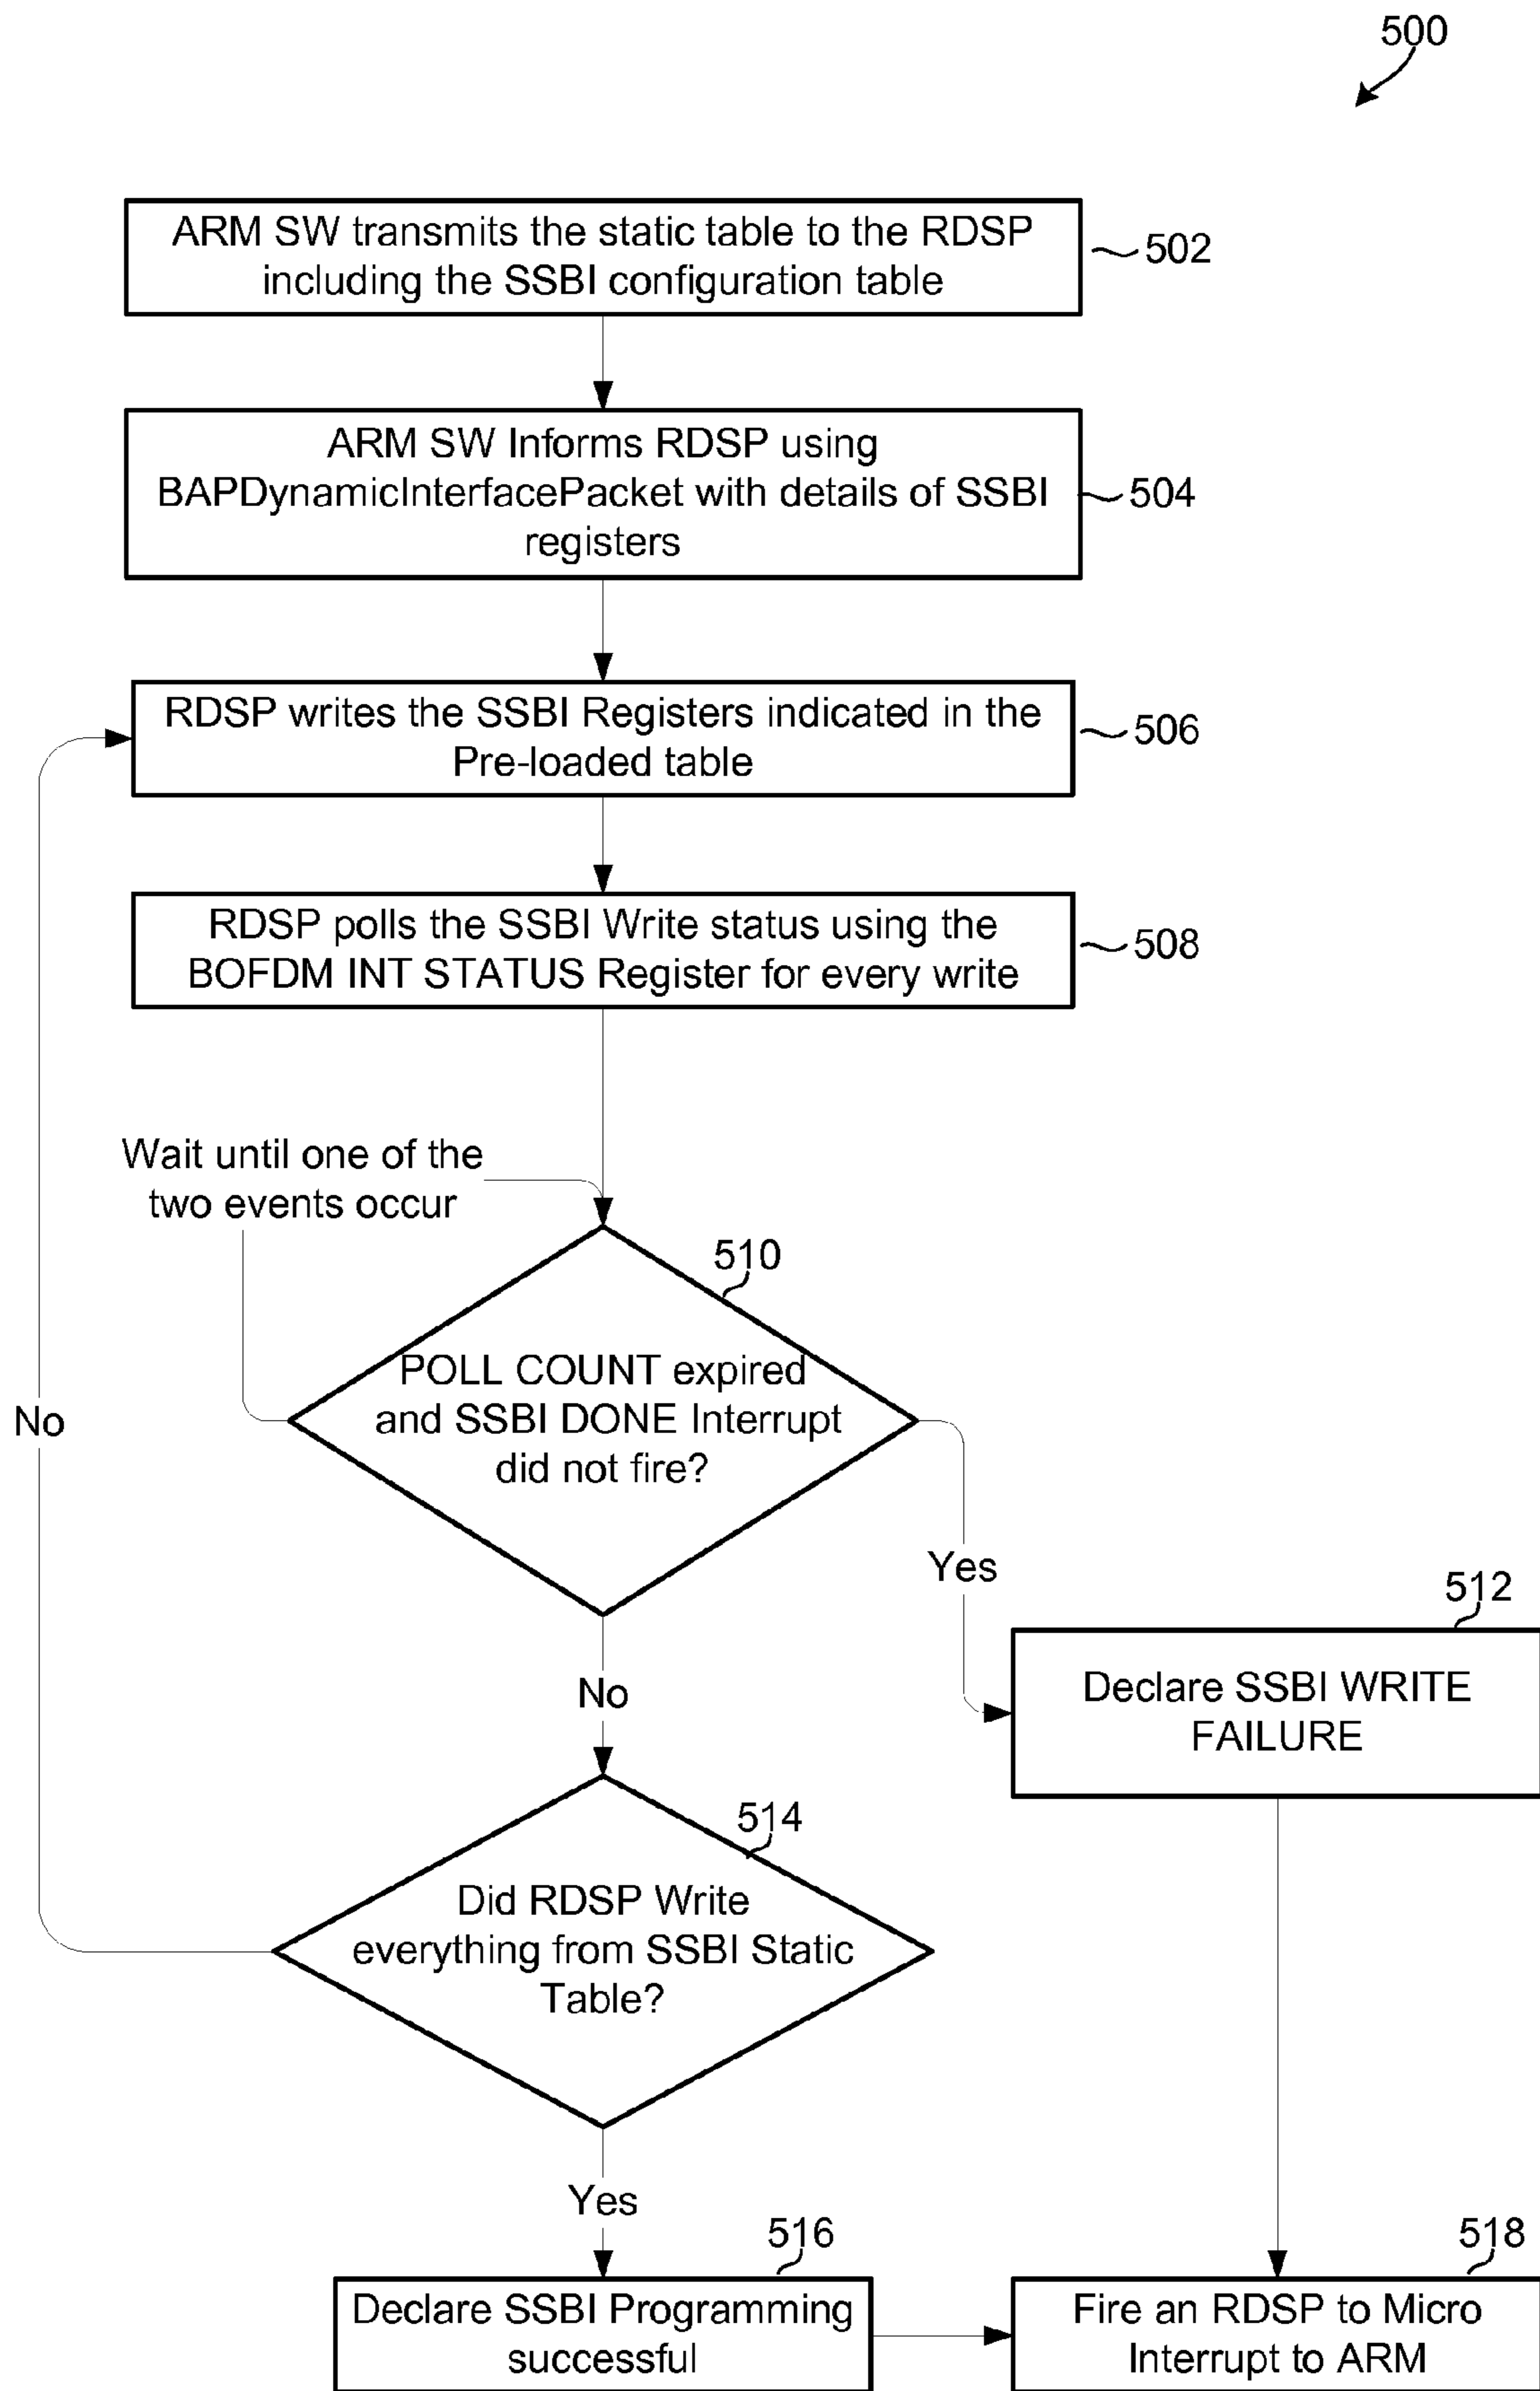 500
ARM SW transmits the static table to the RDSP
including the SSBI configuration table
502
ARM SW Informs RDSP using
BAPDynamicInterfacePacket with details of SSBI
registers
504
RDSP writes the SSBI Registers indicated in the
Pre-loaded table
506
RDSP polls the SSBI Write status using the
BOFDM INT STATUS Register for every write
508
Wait until one of the
two events occur
510
POLL COUNT expired
and SSBI DONE Interrupt
did not fire?
No
Yes
512
Declare SSBI WRITE
FAILURE
No
514
Did RDSP Write
everything from SSBI Static
Table?
Yes
516
Declare SSBI Programming
successful
518
Fire an RDSP to Micro
Interrupt to ARM